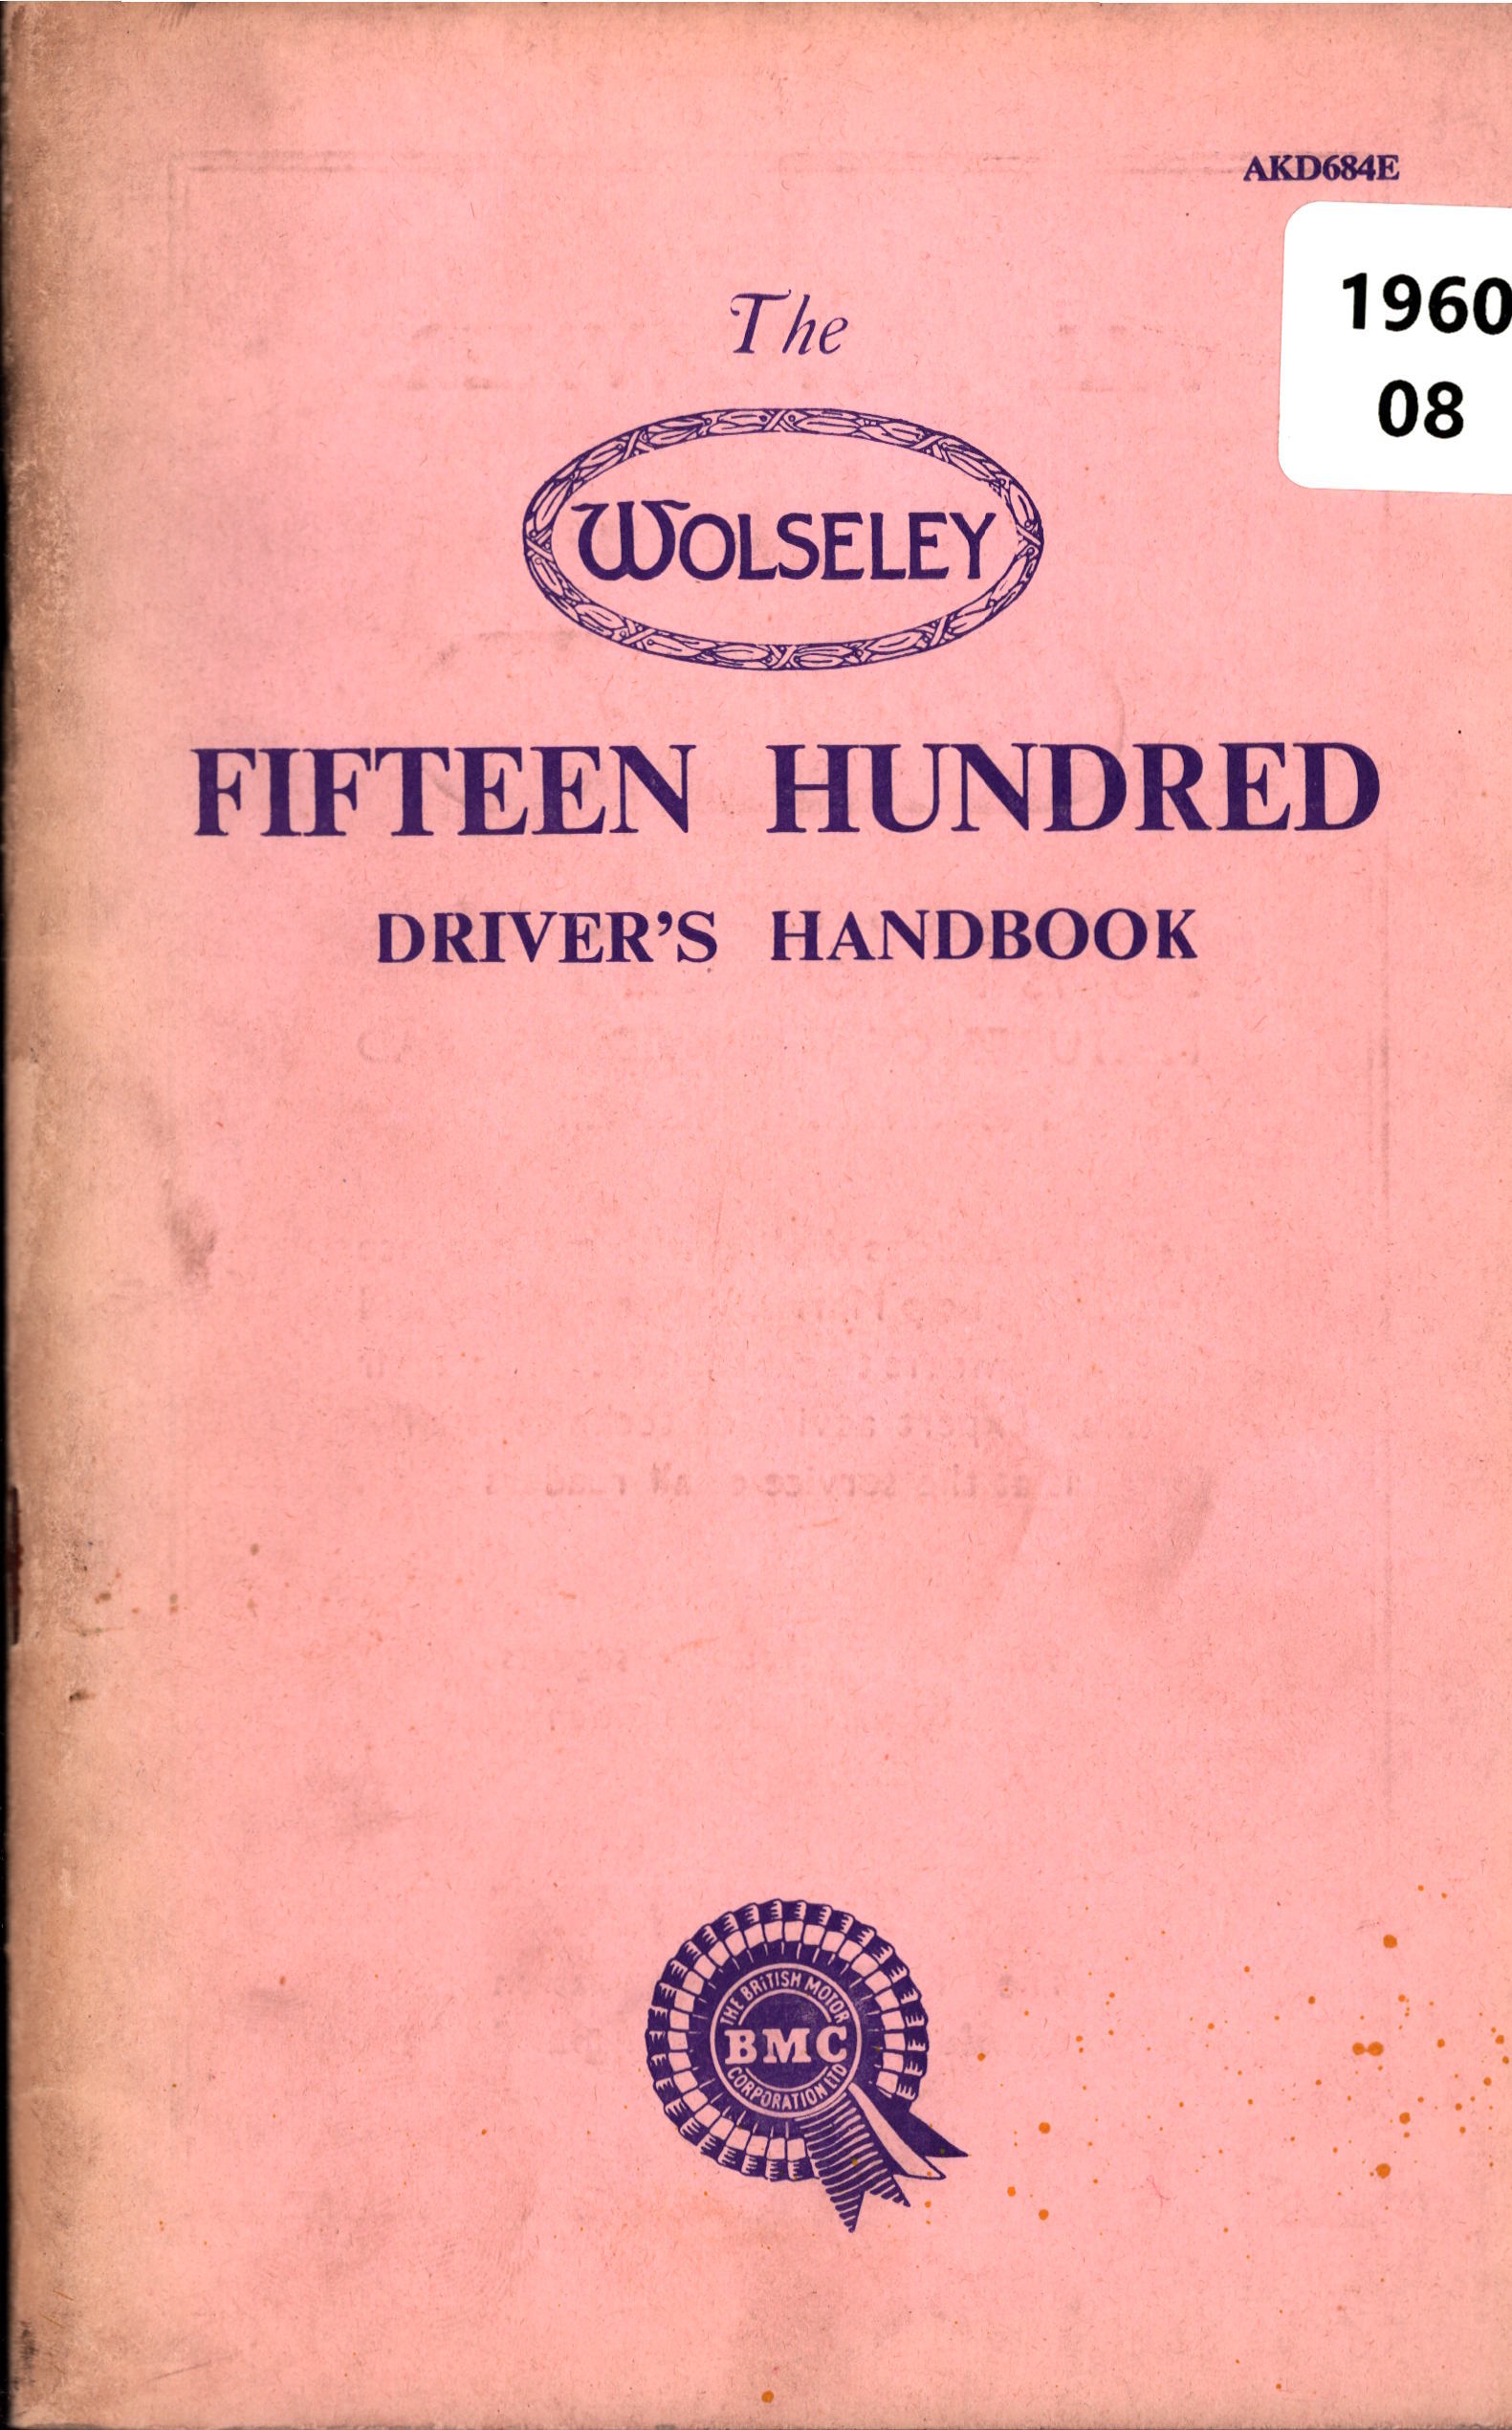 AKD684E
1960
08
The
WOLSELEY
FIFTEEN HUNDRED
DRIVER'S HANDBOOK
THE BRITISH MOTOR
BMC
CORPORATION LTD